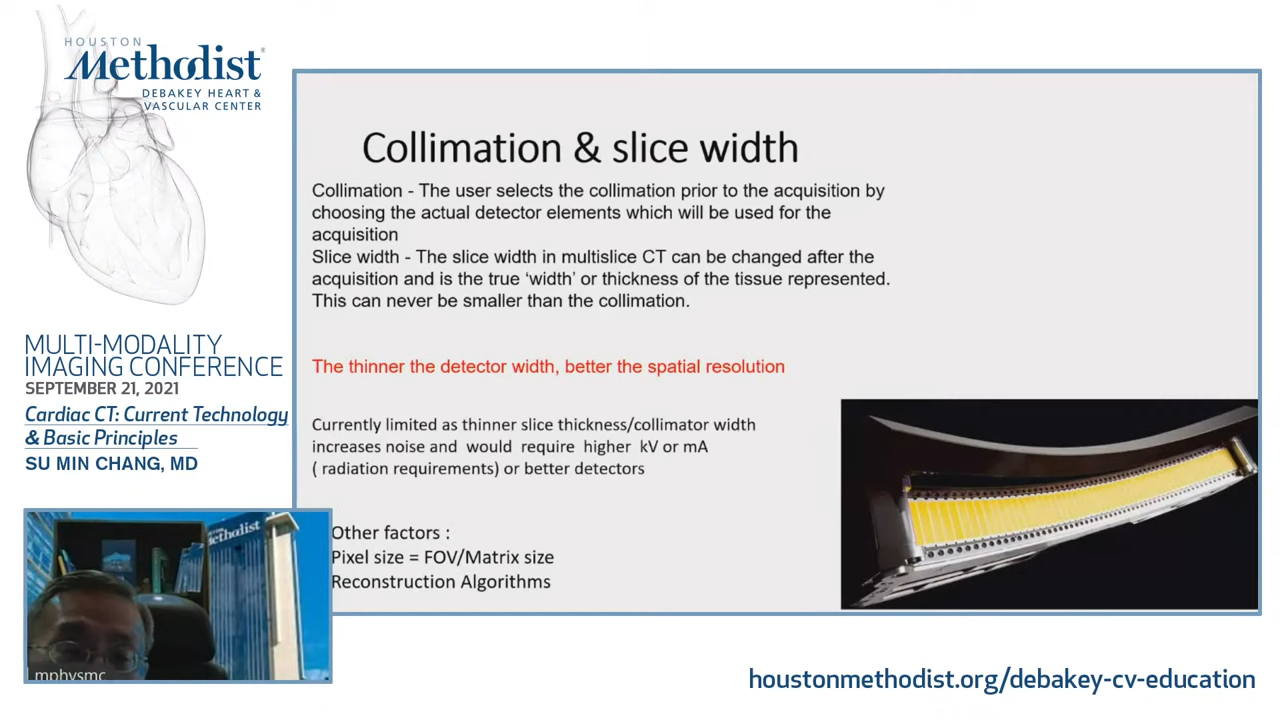 HOUSTON
Methodist
DEBAKEY HEART &
VASCULAR CENTER
MULTI-MODALITY
IMAGING CONFERENCE
SEPTEMBER 21, 2021
Cardiac CT: Current Technology
& Basic Principles
SU MIN CHANG, MD
Collimation & slice width
Collimation - The user selects the collimation prior to the acquisition by
choosing the actual detector elements which will be used for the
acquisition
Slice width - The slice width in multislice CT can be changed after the
acquisition and is the true ‘width’ or thickness of the tissue represented.
This can never be smaller than the collimation.
The thinner the detector width, better the spatial resolution
Currently limited as thinner slice thickness/collimator width
increases noise and would require higher kV or mA
( radiation requirements) or better detectors
Other factors :
Pixel size = FOV/Matrix size
Reconstruction Algorithms
Methodist
mphysmc
houstonmethodist.org/debakey-cv-education